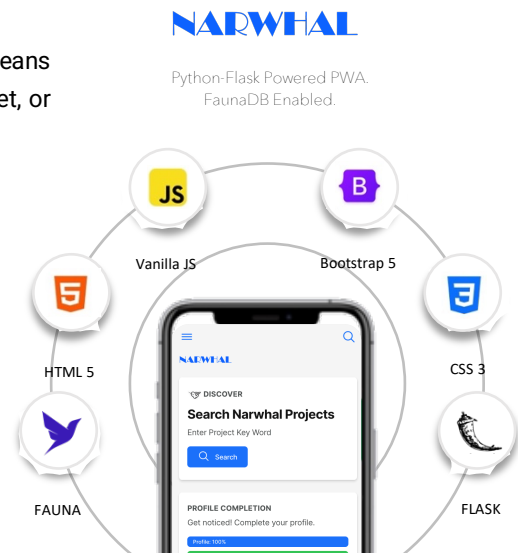 NARWHAL
eans
et, or
Python-Flask Powered PWA.
FaunaDB Enabled.
JS
B
Vanilla JS
Bootstrap 5
5
3
HTML 5
CSS 3
NARWHAL
DISCOVER
Search Narwhal Projects
Enter Project Key Word
Search
FAUNA
FLASK
PROFILE COMPLETION
Get noticed! Complete your profile.
Profile: 100%